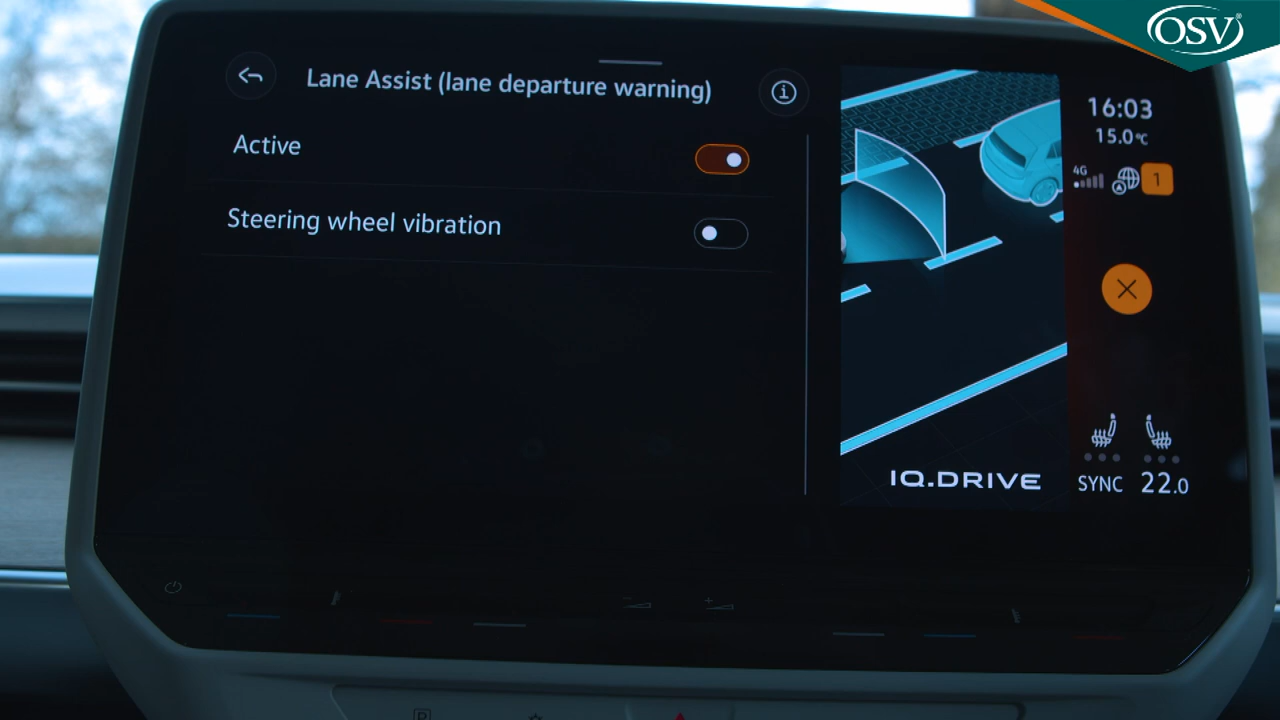 OSV
Lane Assist (lane departure warning)
Active
Steering wheel vibration
16:03
15.0°C
4G
1
IQ.DRIVE
SYNC 22.0
P